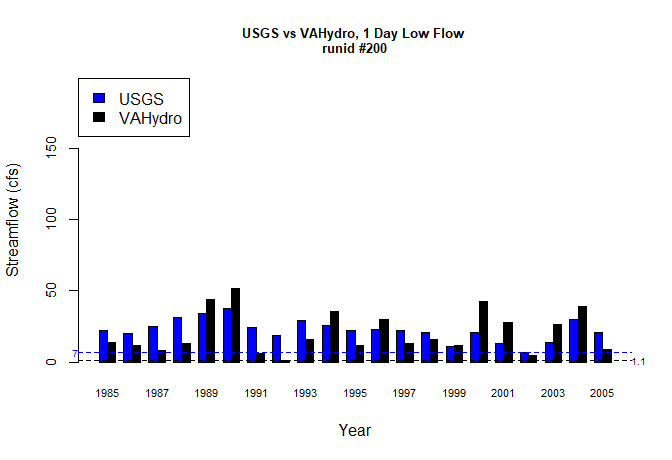 USGS vs VAHydro, 1 Day Low Flow
runid #200
USGS
VAHydro
Streamflow (cfs)
150
100
50
0
7
1.1
1985 1987 1989 1991 1993 1995 1997 1999 2001 2003 2005
Year